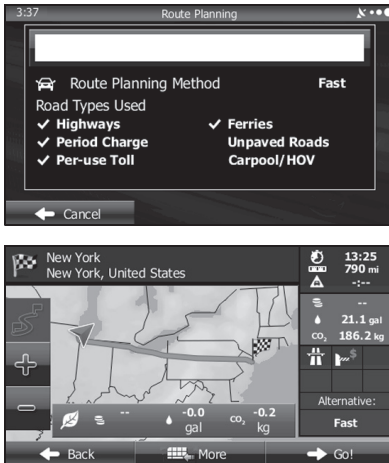 3:37
Route Planning
Route Planning Method Fast
Road Types Used
✓ Highways ✓ Ferries
✓ Period Charge Unpaved Roads
✓ Per-use Toll Carpool/HOV
Cancel
New York
New York, United States
13:25
790 mi
-:--
--
21.1 gal
CO₂ 186.2 kg
$
-- -0.0 gal CO₂ -0.2 kg
Alternative:
Fast
Back More Go!